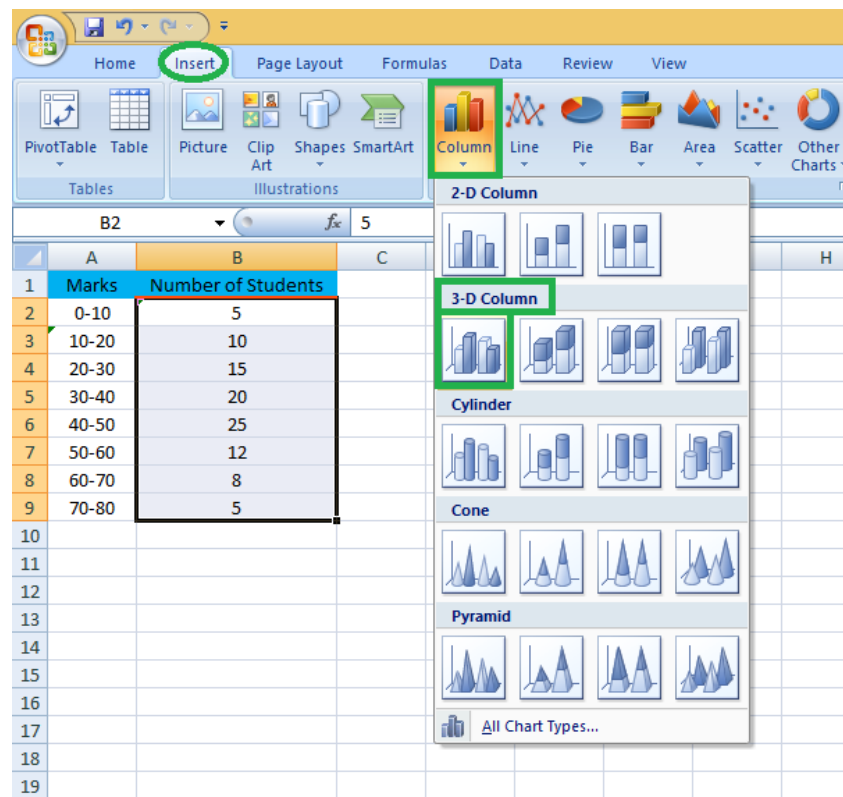 Home Insert Page Layout Formulas Data Review View
PivotTable Table Picture Clip Art Shapes SmartArt Column Line Pie Bar Area Scatter Other Charts
Tables Illustrations
B2 fx 5
2-D Column
A B C H
1 Marks Number of Students
3-D Column
2 0-10 5
3 10-20 10
4 20-30 15
5 30-40 20
Cylinder
6 40-50 25
7 50-60 12
8 60-70 8
9 70-80 5
Cone
10
11
12
13
Pyramid
14
15
16
17
All Chart Types...
18
19